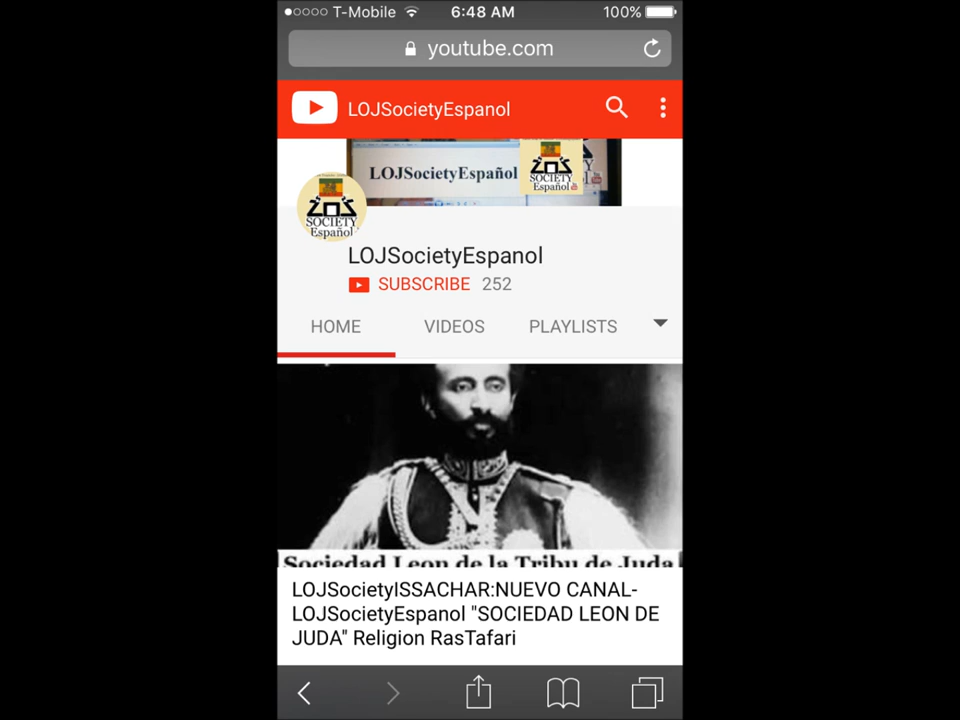 T-Mobile 6:48 AM 100%
youtube.com
LOJSocietyEspanol
LOJSocietyEspañol
SOCIETY
Español
SOCIETY
Español
LOJSocietyEspanol
SUBSCRIBE 252
HOME VIDEOS PLAYLISTS
Sociedad Leon de la Tribu de Juda
LOJSocietyISSACHAR:NUEVO CANAL-
LOJSocietyEspanol "SOCIEDAD LEON DE
JUDA" Religion RasTafari